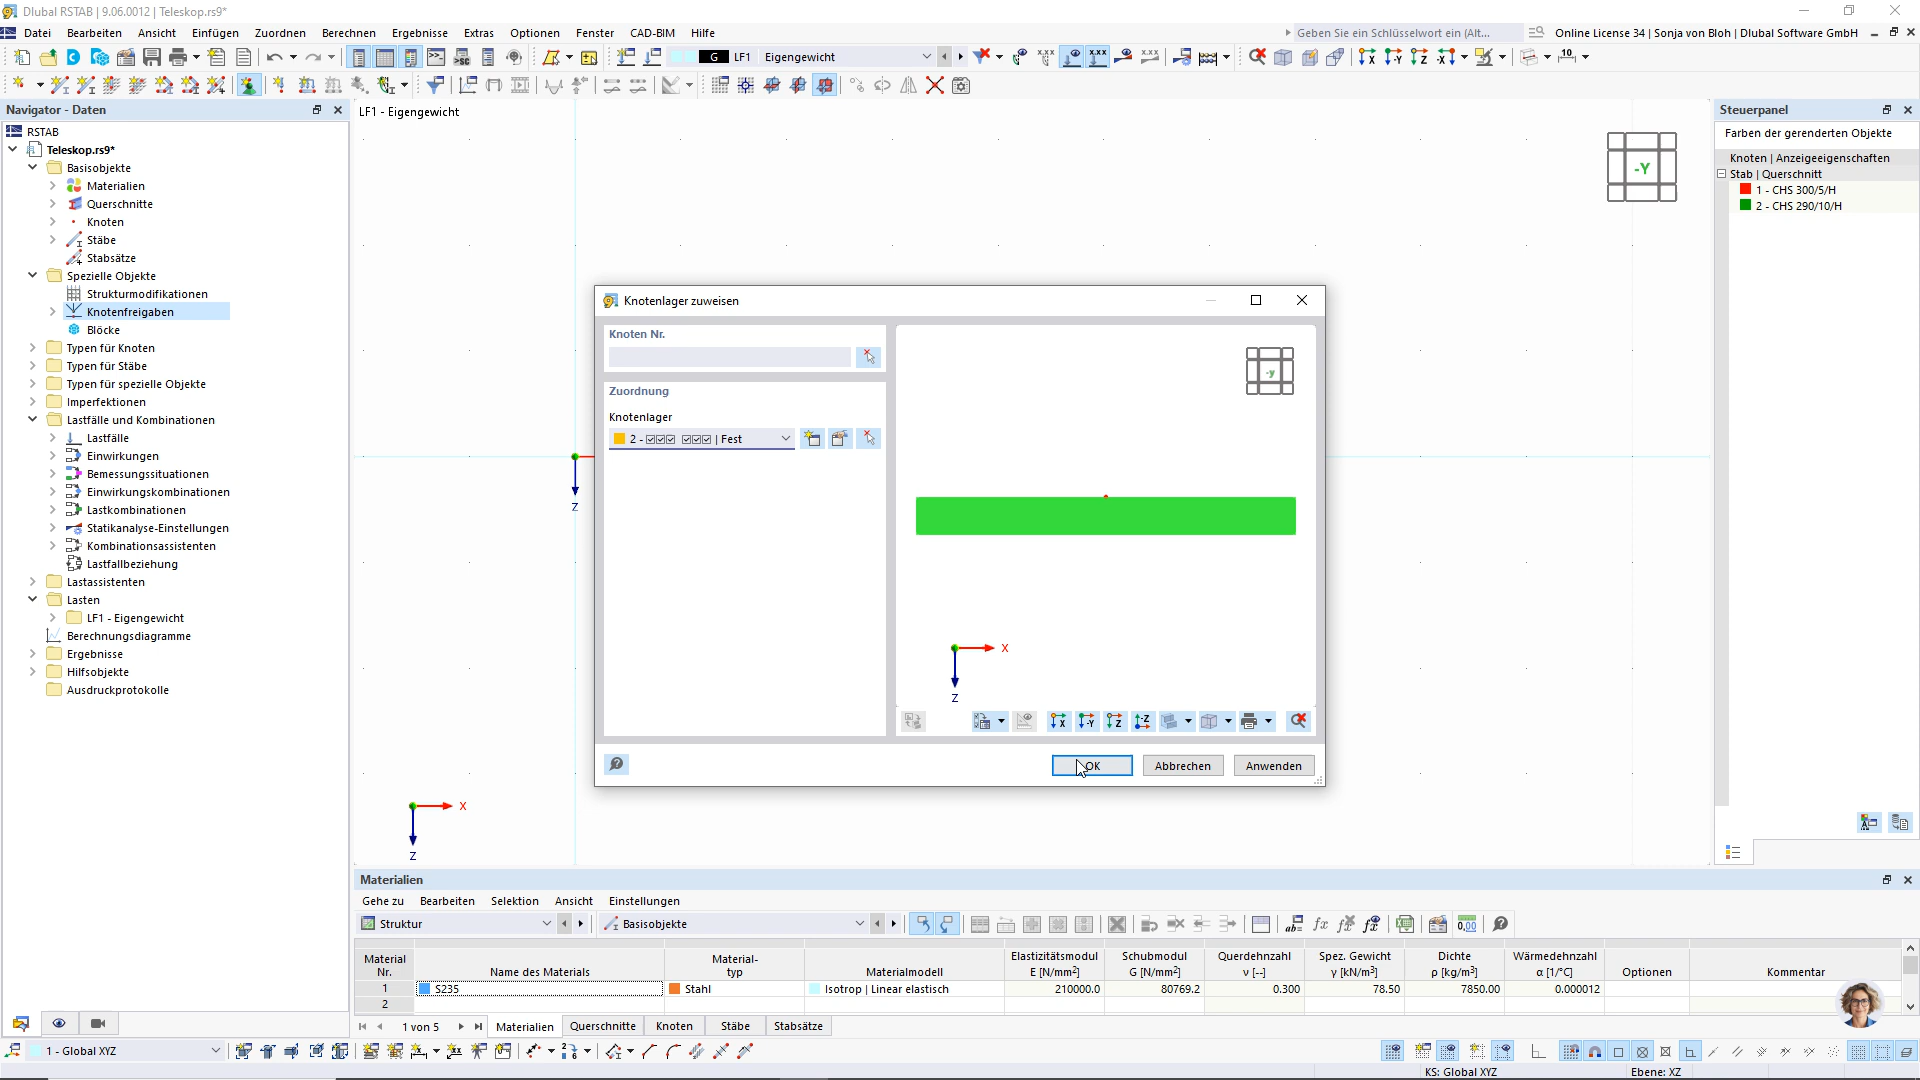 Dlubal RSTAB | 9.06.0012 | Teleskop.rs9*
Datei Bearbeiten Ansicht Einfügen Zuordnen Berechnen Ergebnisse Extras Optionen Fenster CAD-BIM Hilfe
Geben Sie ein Schlüsselwort ein (Alt...
Online License 34 | Sonja von Bloh | Dlubal Software GmbH
G LF1 Eigengewicht
Navigator - Daten
RSTAB
Teleskop.rs9*
Basisobjekte
Materialien
Querschnitte
Knoten
Stäbe
Stabsätze
Spezielle Objekte
Strukturmodifikationen
Knotenfreigaben
Blöcke
Typen für Knoten
Typen für Stäbe
Typen für spezielle Objekte
Imperfektionen
Lastfälle und Kombinationen
Lastfälle
Einwirkungen
Bemessungssituationen
Einwirkungskombinationen
Lastkombinationen
Statikanalyse-Einstellungen
Kombinationsassistenten
Lastfallbeziehung
Lastassistenten
Lasten
LF1 - Eigengewicht
Berechnungsdiagramme
Ergebnisse
Hilfsobjekte
Ausdruckprotokolle
LF1 - Eigengewicht
-Y
Z
X
Z
Knotenlager zuweisen
Knoten Nr.
Zuordnung
Knotenlager
2 - ☑☑☑ ☑☑☑ | Fest
-y
X
Z
OK Abbrechen Anwenden
Steuerpanel
Farben der gerenderten Objekte
Knoten | Anzeigeeigenschaften
Stab | Querschnitt
1 - CHS 300/5/H
2 - CHS 290/10/H
Materialien
Gehe zu Bearbeiten Selektion Ansicht Einstellungen
Struktur Basisobjekte
Material Nr. Name des Materials Material-typ Materialmodell Elastizitätsmodul E [N/mm²] Schubmodul G [N/mm²] Querdehnzahl ν [--] Spez. Gewicht γ [kN/m³] Dichte ρ [kg/m³] Wärmedehnzahl α [1/°C] Optionen Kommentar
1 S235 Stahl Isotrop | Linear elastisch 210000.0 80769.2 0.300 78.50 7850.00 0.000012
2
1 von 5 Materialien Querschnitte Knoten Stäbe Stabsätze
1 - Global XYZ
KS: Global XYZ Ebene: XZ